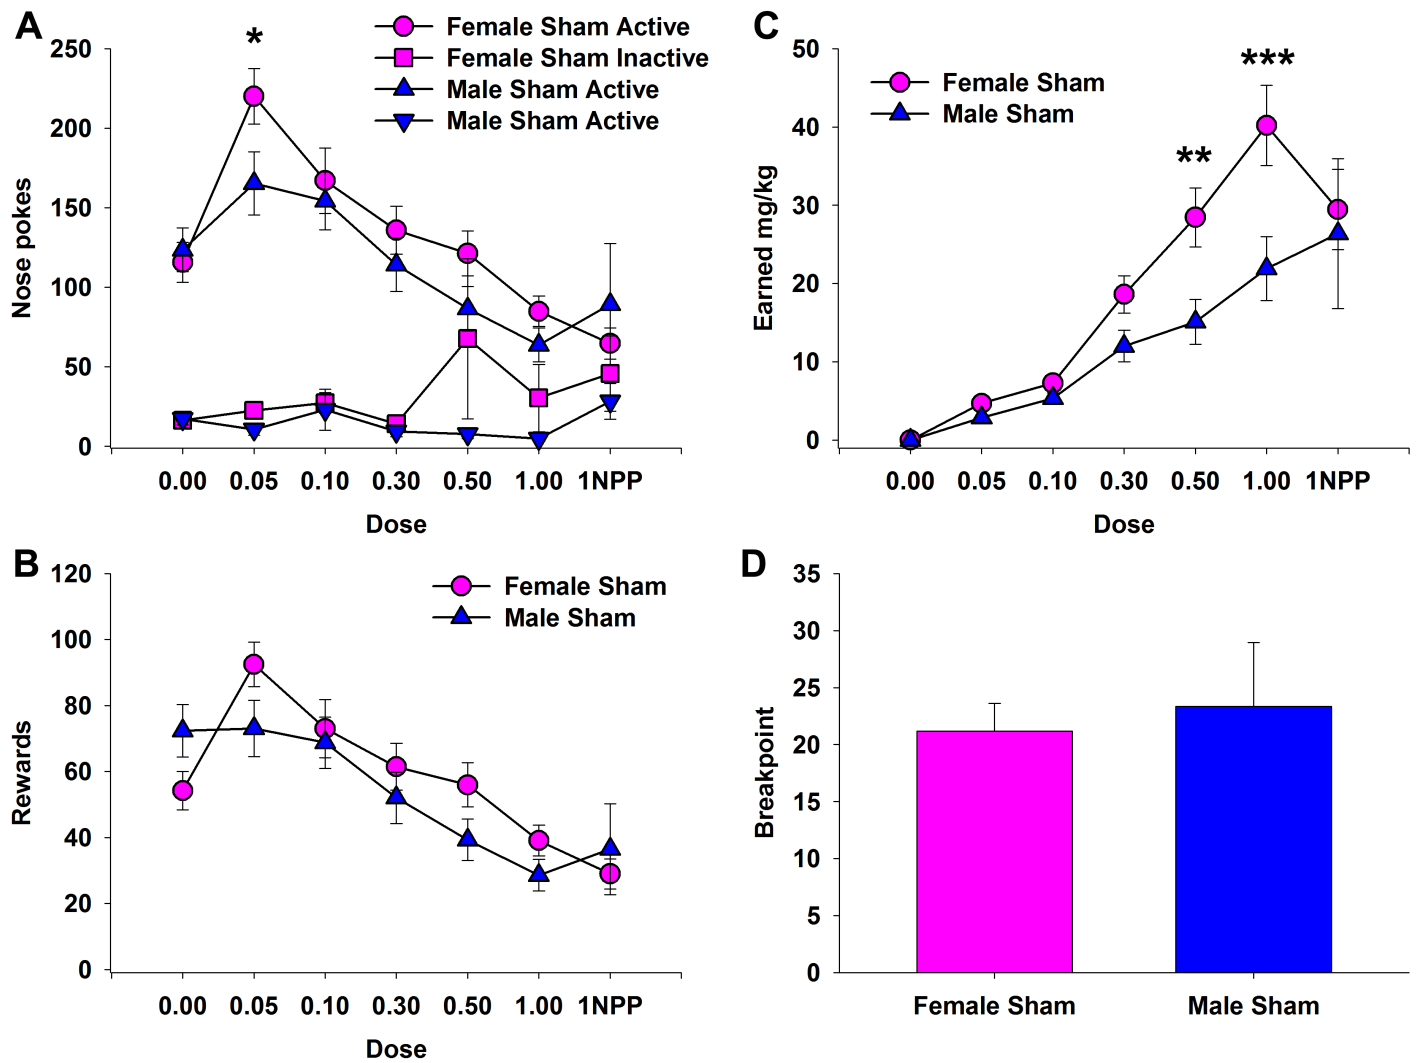 A
*
Female Sham Active
Female Sham Inactive
Male Sham Active
Male Sham Active
250
200
150
100
50
0
Nose pokes
0.00 0.05 0.10 0.30 0.50 1.00 1NPP
Dose
B
Female Sham
Male Sham
120
100
80
60
40
20
0
Rewards
0.00 0.05 0.10 0.30 0.50 1.00 1NPP
Dose
C
Female Sham
Male Sham
**
***
50
40
30
20
10
0
Earned mg/kg
0.00 0.05 0.10 0.30 0.50 1.00 1NPP
Dose
D
35
30
25
20
15
10
5
0
Breakpoint
Female Sham Male Sham